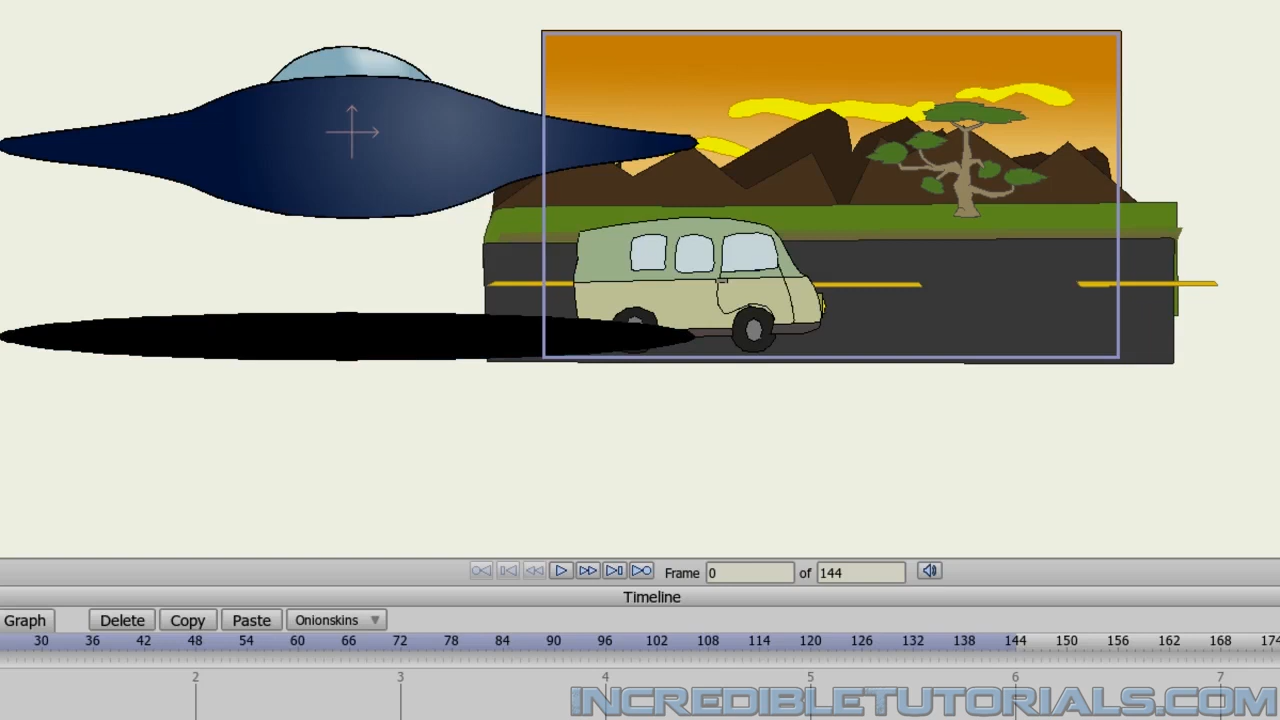 Frame 0 of 144
Timeline
Graph Delete Copy Paste Onionskins
30 36 42 48 54 60 66 72 78 84 90 96 102 108 114 120 126 132 138 144 150 156 162 168 174
2 3 4 5 6 7
INCREDIBLETUTORIALS.COM